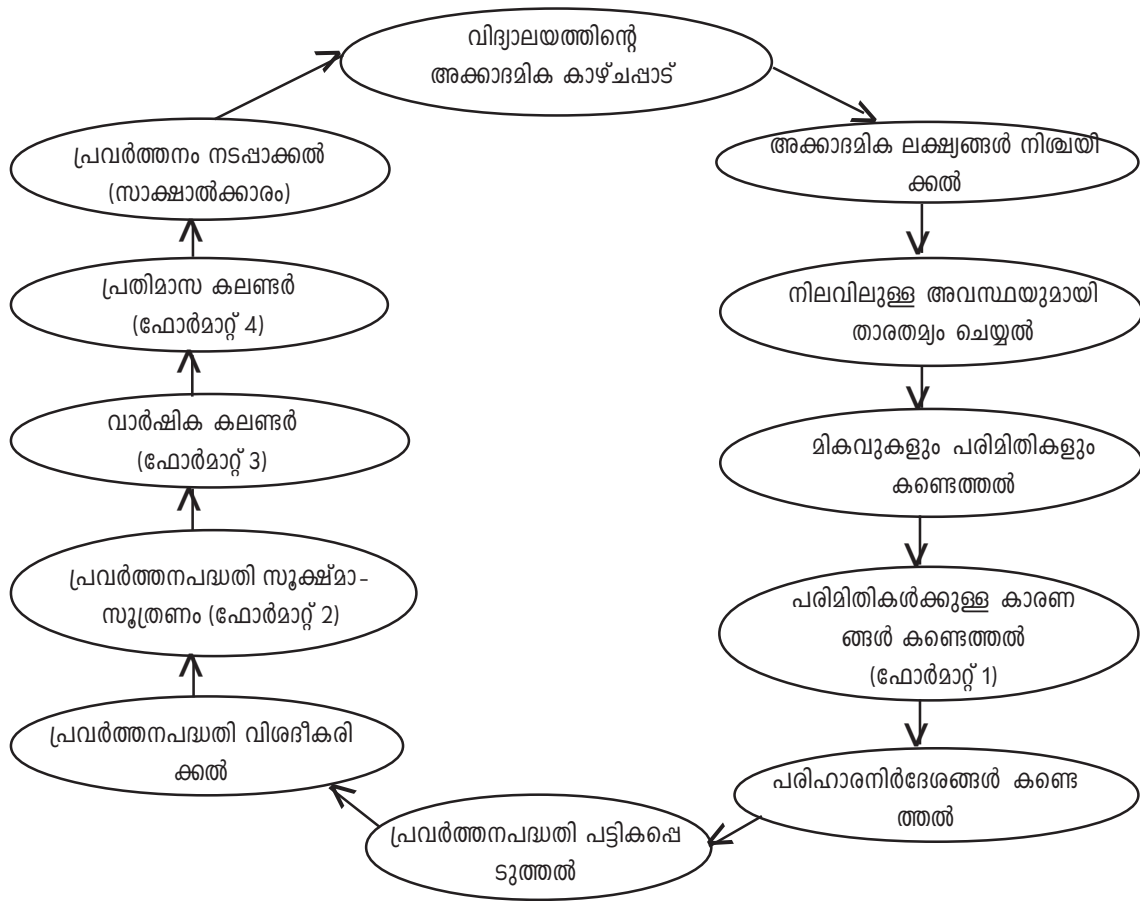 വിദ്യാലയത്തിന്റെ
അക്കാദമിക കാഴ്ചപ്പാട്
അക്കാദമിക ലക്ഷ്യങ്ങൾ നിശ്ചയി
ക്കൽ
നിലവിലുള്ള അവസ്ഥയുമായി
താരതമ്യം ചെയ്യൽ
മികവുകളും പരിമിതികളും
കണ്ടെത്തൽ
പരിമിതികൾക്കുള്ള കാരണ
ങ്ങൾ കണ്ടെത്തൽ
(ഫോർമാറ്റ് 1)
പരിഹാരനിർദേശങ്ങൾ കണ്ടെ
ത്തൽ
പ്രവർത്തനപദ്ധതി പട്ടികപ്പെ
ടുത്തൽ
പ്രവർത്തനപദ്ധതി വിശദീകരി
ക്കൽ
പ്രവർത്തനപദ്ധതി സൂക്ഷ്മാ-
സൂത്രണം (ഫോർമാറ്റ് 2)
വാർഷിക കലണ്ടർ
(ഫോർമാറ്റ് 3)
പ്രതിമാസ കലണ്ടർ
(ഫോർമാറ്റ് 4)
പ്രവർത്തനം നടപ്പാക്കൽ
(സാക്ഷാൽക്കാരം)